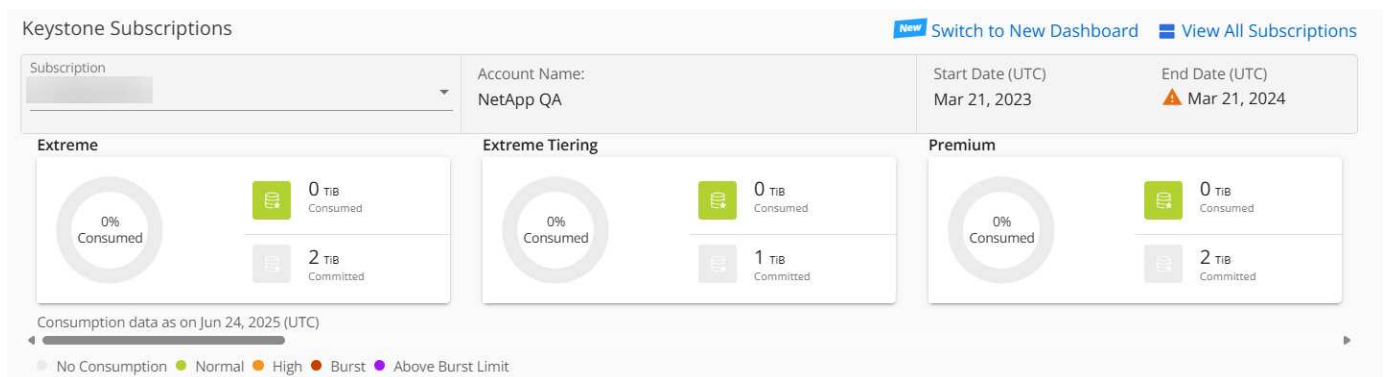 Keystone Subscriptions
New Switch to New Dashboard
View All Subscriptions
Subscription
Account Name:
NetApp QA
Start Date (UTC)
Mar 21, 2023
End Date (UTC)
Mar 21, 2024
Extreme
0%
Consumed
0 TiB
Consumed
2 TiB
Committed
Extreme Tiering
0%
Consumed
0 TiB
Consumed
1 TiB
Committed
Premium
0%
Consumed
0 TiB
Consumed
2 TiB
Committed
Consumption data as on Jun 24, 2025 (UTC)
No Consumption Normal High Burst Above Burst Limit